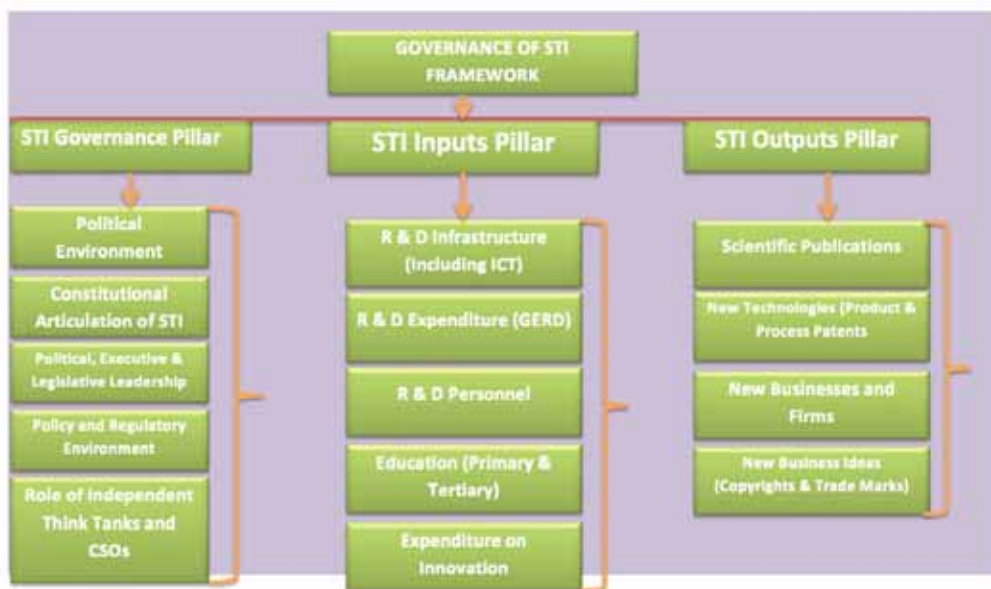 GOVERNANCE OF STI
FRAMEWORK
STI Governance Pillar
STI Inputs Pillar
STI Outputs Pillar
Political
Environment
Constitutional
Articulation of STI
Political, Executive &
Legislative Leadership
Policy and Regulatory
Environment
Role of Independent
Think Tanks and
CSOs
R & D Infrastructure
(Including ICT)
R & D Expenditure (GERD)
R & D Personnel
Education (Primary &
Tertiary)
Expenditure on
Innovation
Scientific Publications
New Technologies (Product &
Process Patents
New Businesses and
Firms
New Business Ideas
(Copyrights & Trade Marks)